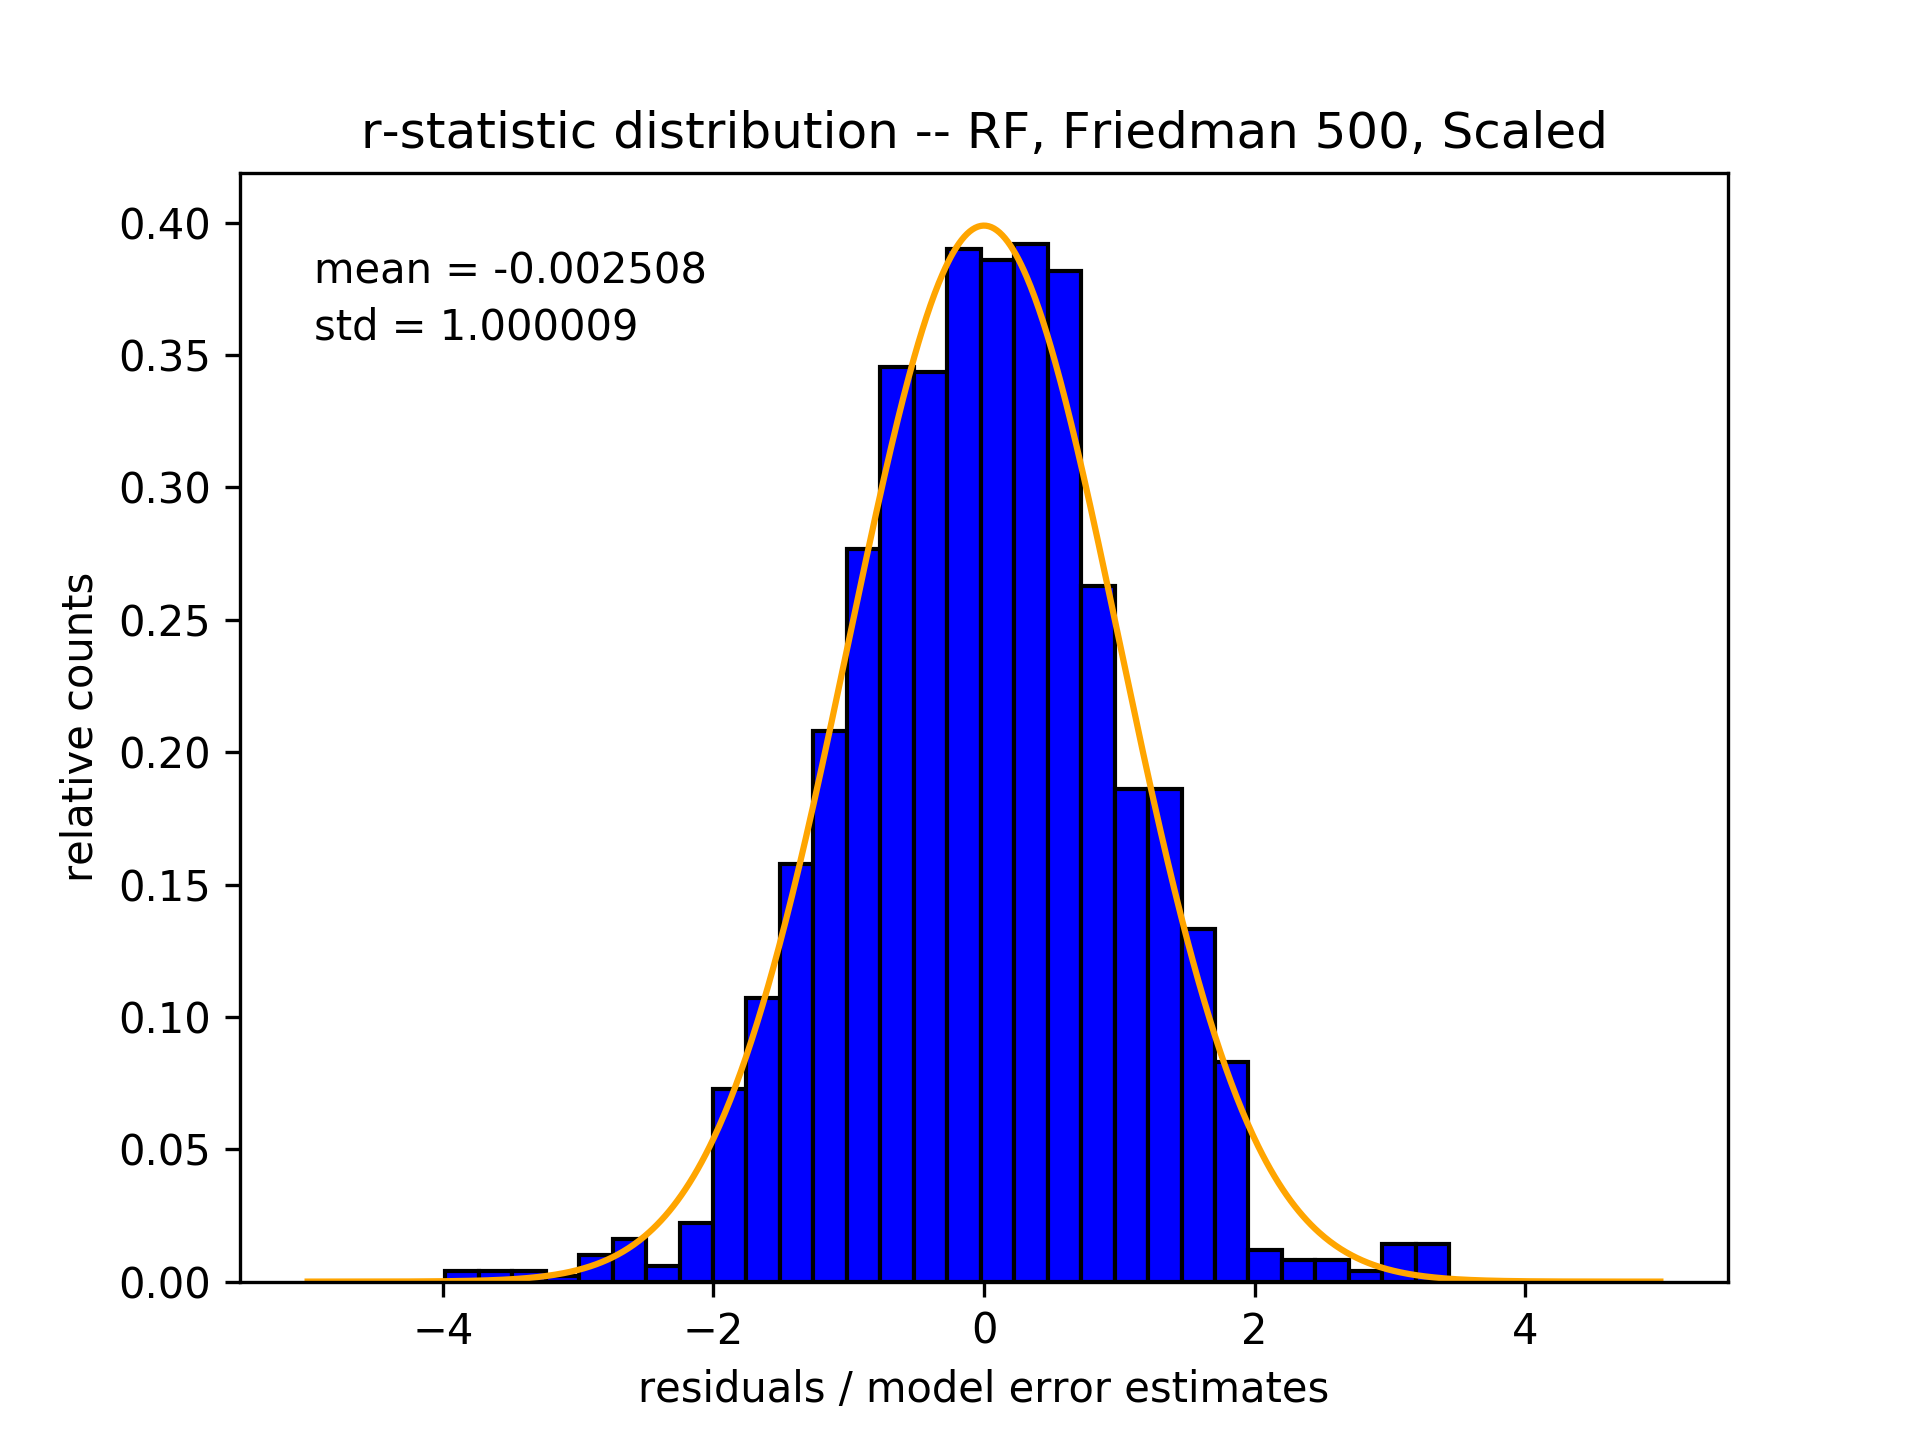 r-statistic distribution -- RF, Friedman 500, Scaled
mean = -0.002508
std = 1.000009
0.40
0.35
0.30
0.25
0.20
0.15
0.10
0.05
0.00
relative counts
−4 −2 0 2 4
residuals / model error estimates